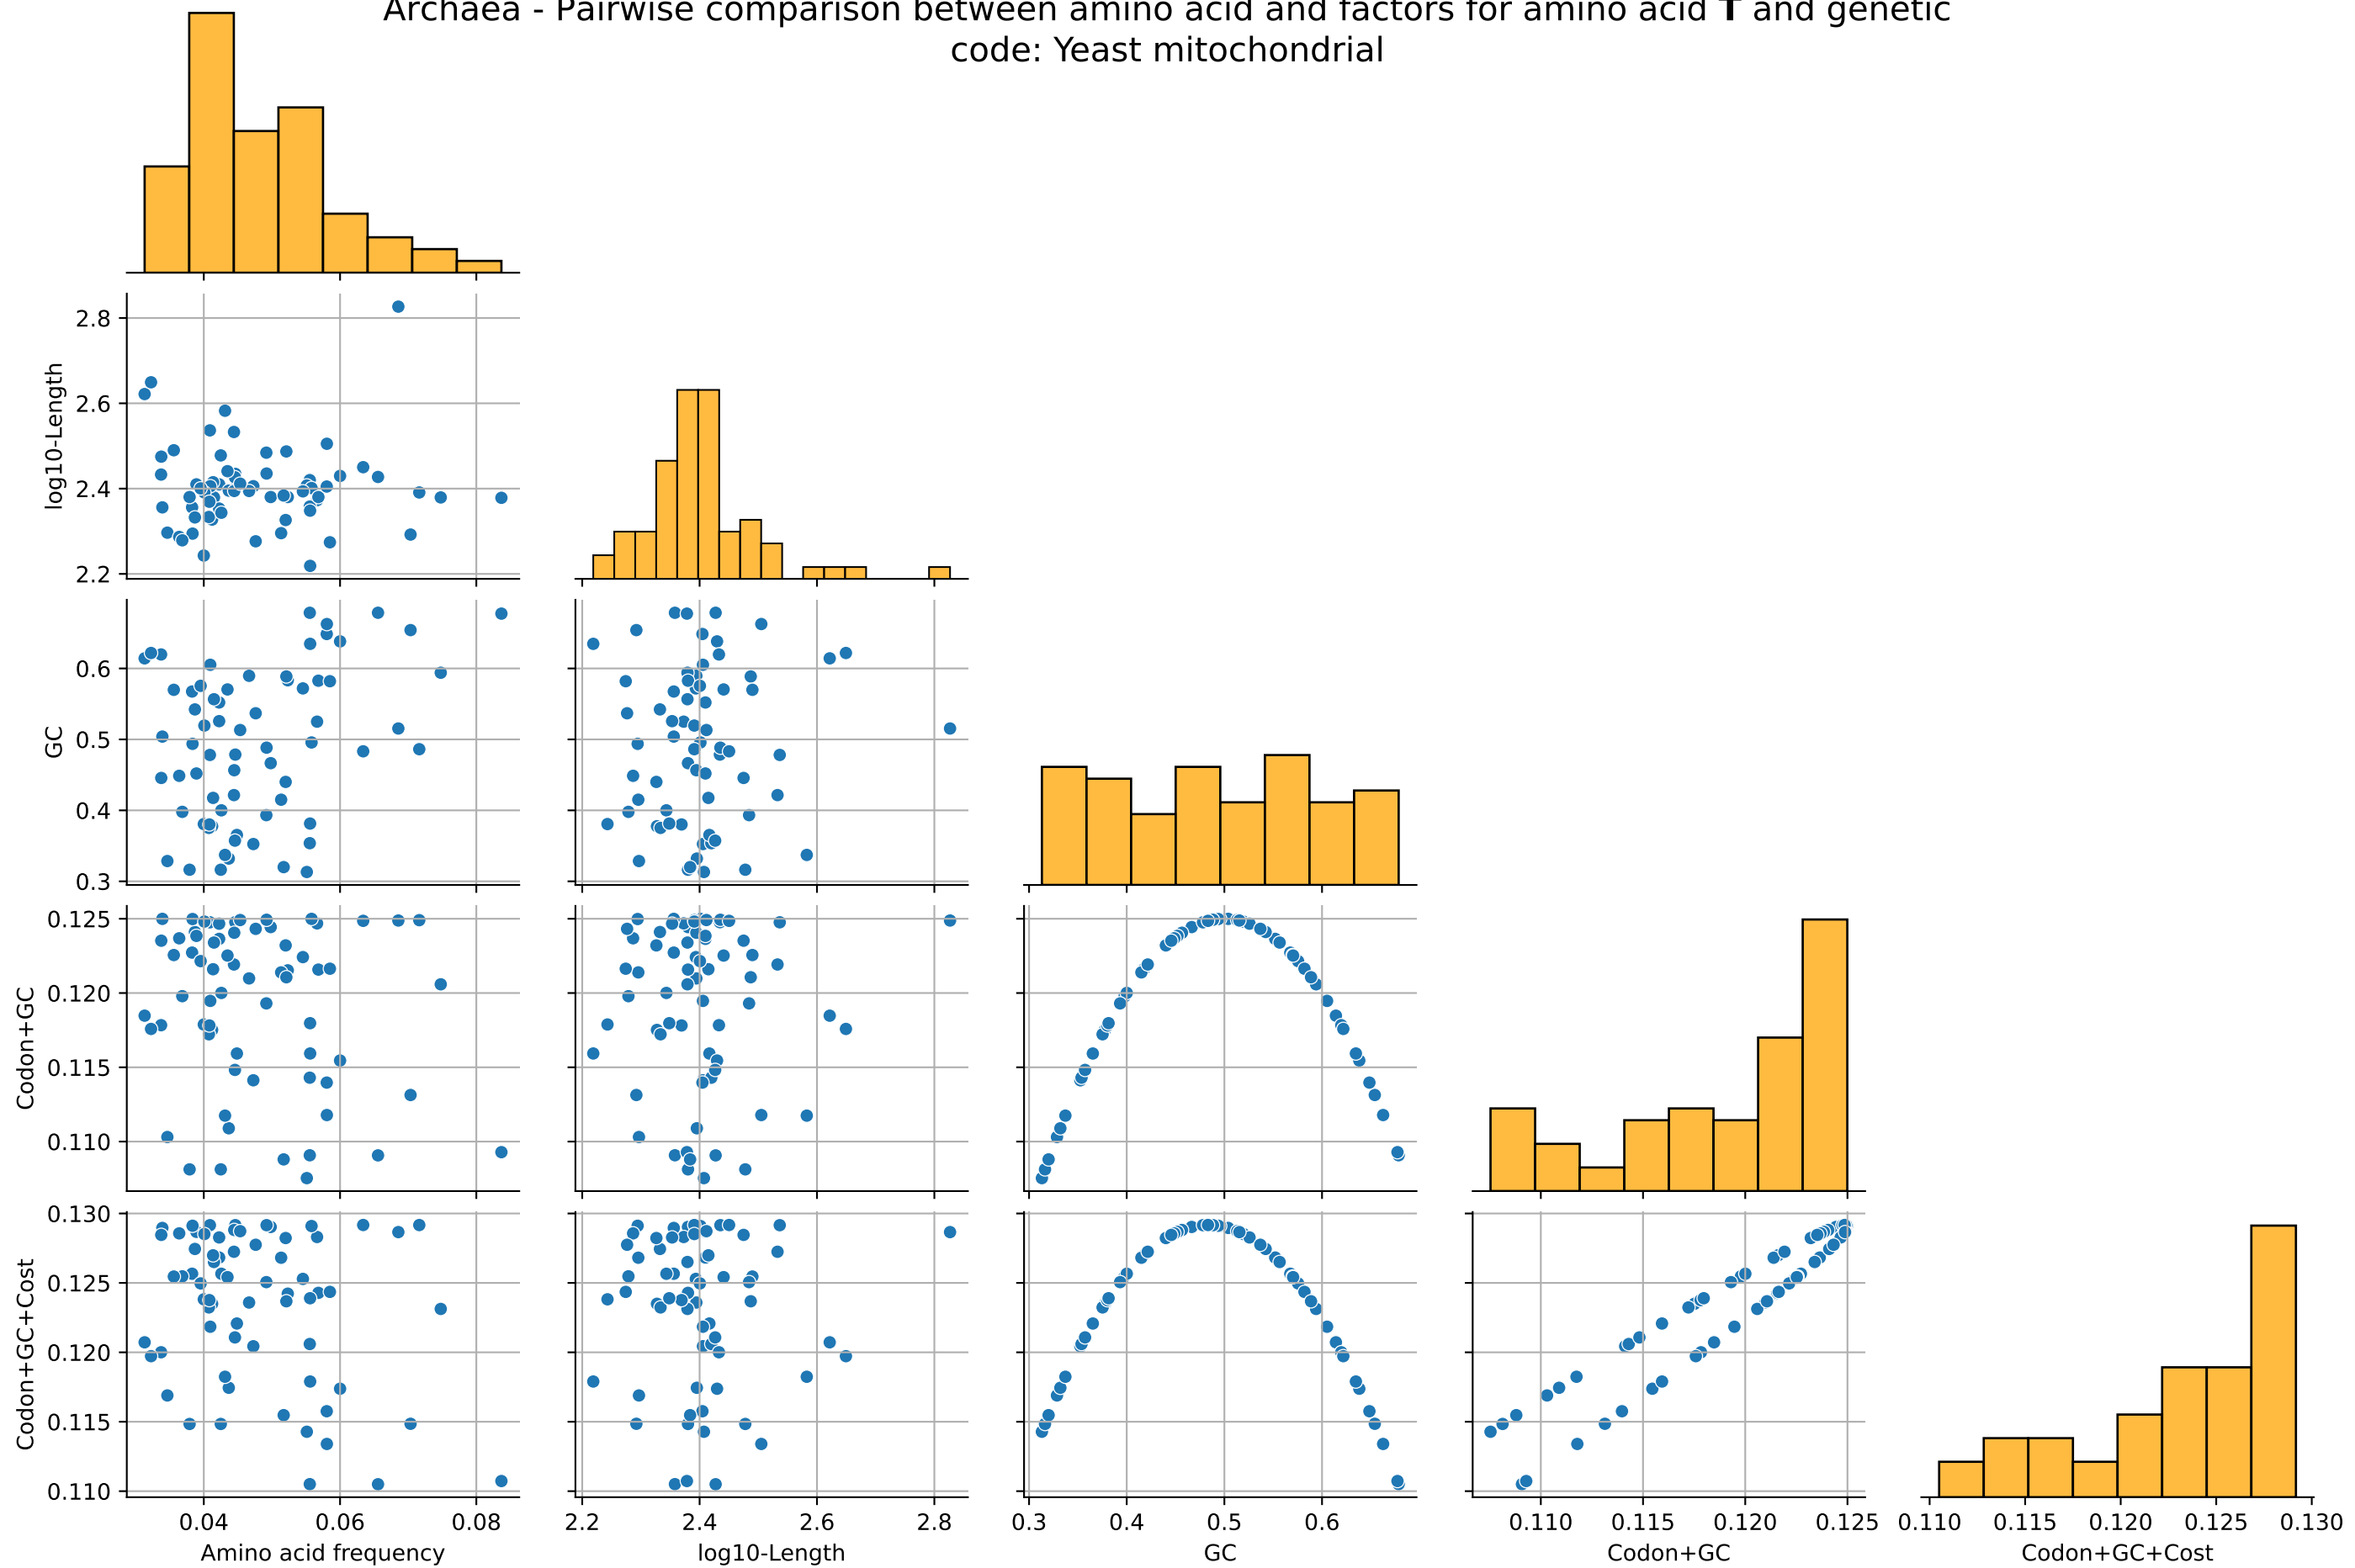 Archaea - Pairwise comparison between amino acid and factors for amino acid T and genetic
code: Yeast mitochondrial
2.8
2.6
2.4
2.2
log10-Length
0.6
0.5
0.4
0.3
GC
0.125
0.120
0.115
0.110
Codon+GC
0.130
0.125
0.120
0.115
0.110
Codon+GC+Cost
0.04 0.06 0.08 2.2 2.4 2.6 2.8 0.3 0.4 0.5 0.6 0.110 0.115 0.120 0.125 0.110 0.115 0.120 0.125 0.130
Amino acid frequency log10-Length GC Codon+GC Codon+GC+Cost